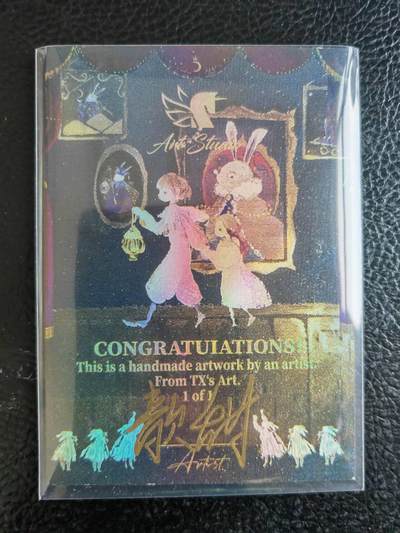 Art Studio
CONGRATUIATIONS!
This is a handmade artwork by an artist.
From TX's Art.
1 of 1
Artist